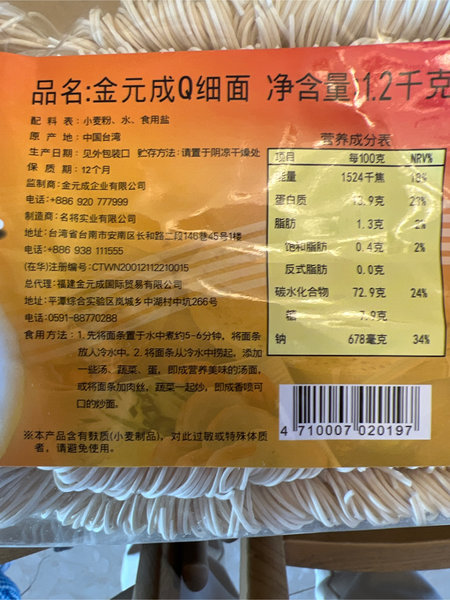 品名:金元成Q细面 净含量:1.2千克
配 料 表：小麦粉、水、食用盐
原 产 地：中国台湾
生产日期：见外包装口 贮存方法：请置于阴凉干燥处
保 质 期：12个月
监制商：金元成企业有限公司
电话：+886 920 777999
制造商：名将实业有限公司
地址：台湾省台南市安南区长和路二段146巷45号1楼
电话：+886 938 111555
(在华)注册编号：CTWN20012112210015
总代理：福建金元成国际贸易有限公司
地址：平潭综合实验区岚城乡中湖村中坑266号
电话：0591-88770288
食用方法：1. 先将面条置于水中煮约5-6分钟，将面条
放入冷水中。2. 将面条从冷水中捞起，添加
一些汤、蔬菜、蛋，即成营养美味的汤面，
或将面条加肉丝，蔬菜一起炒，即成香喷可
口的炒面。
※本产品含有麸质(小麦制品)，对此过敏或特殊体质
者，请避免使用。
营养成分表
项目 每100克 NRV%
能量 1524千焦 18%
蛋白质 13.9克 23%
脂肪 1.3克 2%
饱和脂肪 0.4克 2%
反式脂肪 0.0克
碳水化合物 72.9克 24%
糖 7.9克
钠 678毫克 34%
4 710007 020197